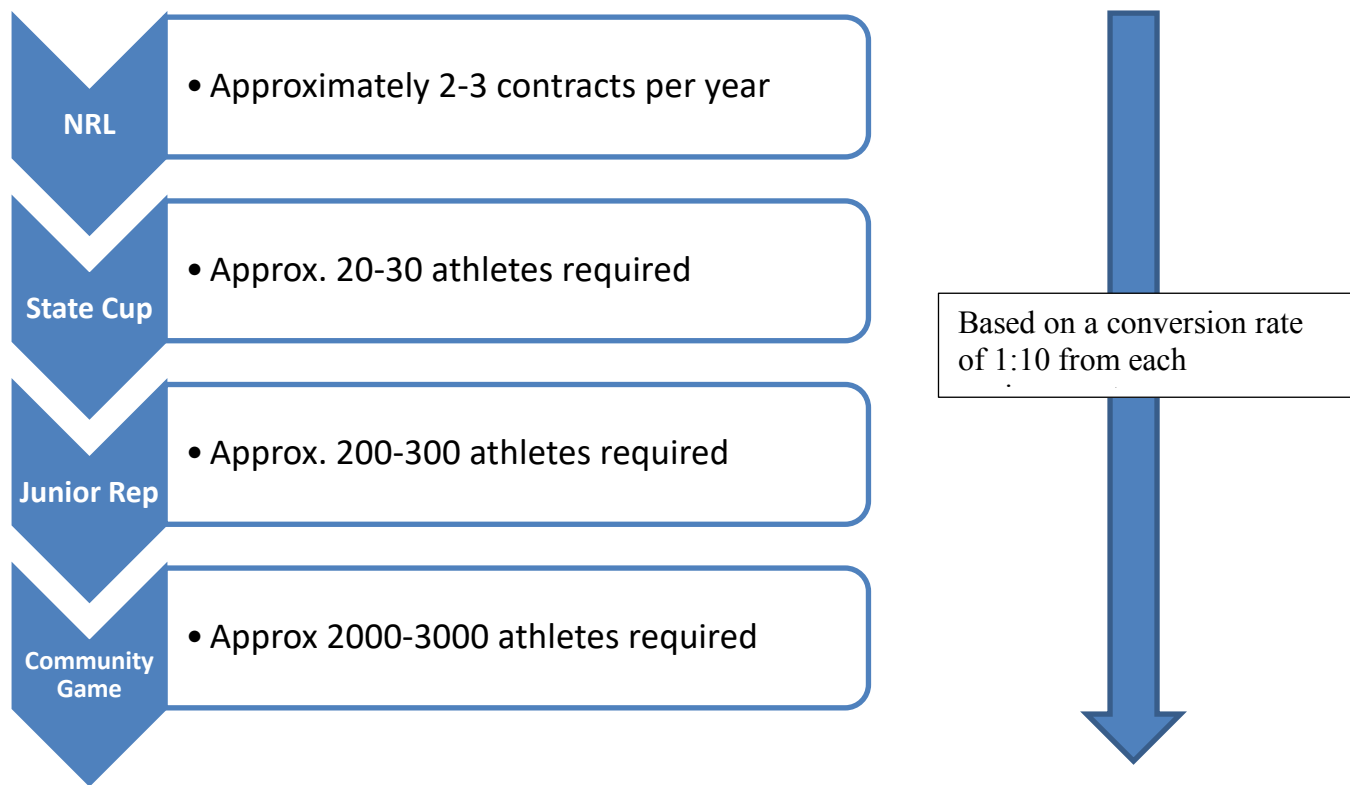 NRL
• Approximately 2-3 contracts per year
State Cup
• Approx. 20-30 athletes required
Junior Rep
• Approx. 200-300 athletes required
Community
Game
• Approx 2000-3000 athletes required
Based on a conversion rate
of 1:10 from each